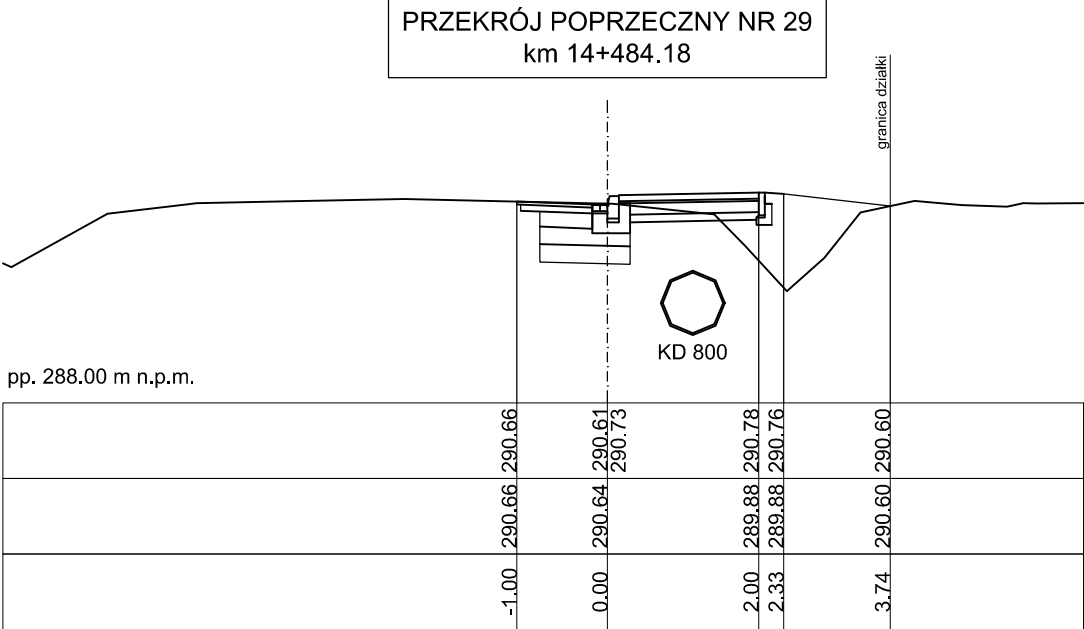 PRZEKRÓJ POPRZECZNY NR 29
km 14+484.18
granica działki
KD 800
pp. 288.00 m n.p.m.
290.66 290.61 290.73 290.78 290.76 290.60
290.66 290.64 289.88 289.88 290.60
-1.00 0.00 2.00 2.33 3.74